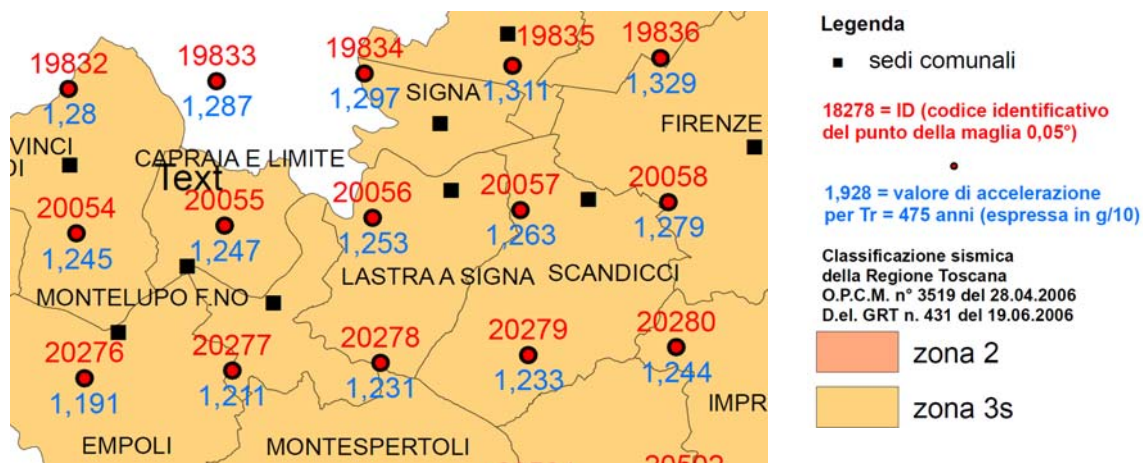 19832
19833
19834
19835
19836
1,28
1,287
1,297
SIGNA
1,311
1,329
VINCI
DI
CAPRAIA E LIMITE
FIRENZE
Text
20054
20055
20056
20057
20058
1,245
1,247
1,253
1,263
1,279
MONTELUPO F.NO
LASTRA A SIGNA
SCANDICCI
20276
20277
20278
20279
20280
1,191
1,211
1,231
1,233
1,244
IMPR
EMPOLI
MONTESPERTOLI
Legenda
sedi comunali
18278 = ID (codice identificativo
del punto della maglia 0,05°)
1,928 = valore di accelerazione
per Tr = 475 anni (espressa in g/10)
Classificazione sismica
della Regione Toscana
O.P.C.M. n° 3519 del 28.04.2006
D.el. GRT n. 431 del 19.06.2006
zona 2
zona 3s